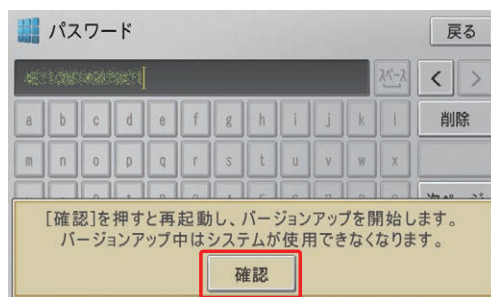 パスワード
戻る
スペース
<
>
a b c d e f g h i j k l
削除
m n o p q r s t u v w x
[確認]を押すと再起動し、バージョンアップを開始します。
バージョンアップ中はシステムが使用できなくなります。
確認